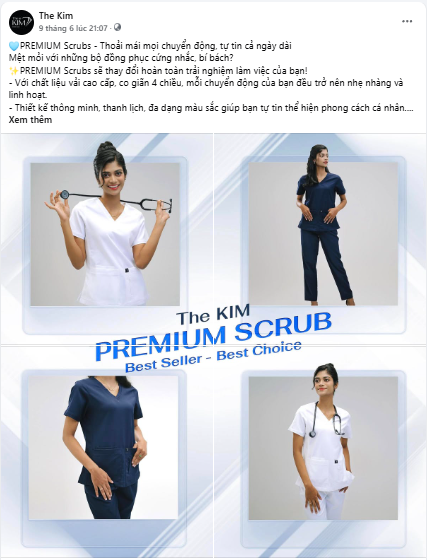 The Kim
9 tháng 6 lúc 21:07 ·
🩵PREMIUM Scrubs - Thoải mái mọi chuyển động, tự tin cả ngày dài
Mệt mỏi với những bộ đồng phục cứng nhắc, bí bách?
✨PREMIUM Scrubs sẽ thay đổi hoàn toàn trải nghiệm làm việc của bạn!
- Với chất liệu vải cao cấp, co giãn 4 chiều, mỗi chuyển động của bạn đều trở nên nhẹ nhàng và
linh hoạt.
- Thiết kế thông minh, thanh lịch, đa dạng màu sắc giúp bạn tự tin thể hiện phong cách cá nhân....
Xem thêm
The KIM
PREMIUM SCRUB
Best Seller - Best Choice